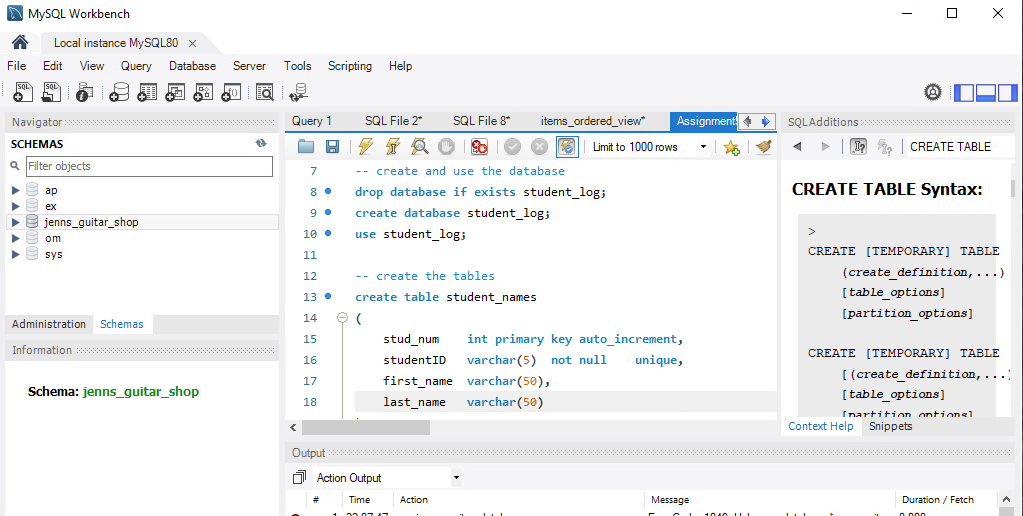 MySQL Workbench
Local instance MySQL80
File Edit View Query Database Server Tools Scripting Help
Navigator
SCHEMAS
Filter objects
ap
ex
jenns_guitar_shop
om
sys
Administration Schemas
Information
Schema: jenns_guitar_shop
Query 1 SQL File 2* SQL File 8* items_ordered_view*
Limit to 1000 rows
7 -- create and use the database
8 drop database if exists student_log;
9 create database student_log;
10 use student_log;
11
12 -- create the tables
13 create table student_names
14 (
15 stud_num int primary key auto_increment,
16 studentID varchar(5) not null unique,
17 first_name varchar(50),
18 last_name varchar(50)
SQLAdditions
CREATE TABLE
CREATE TABLE Syntax:
>
CREATE [TEMPORARY] TABLE
(create_definition,...)
[table_options]
[partition_options]
CREATE [TEMPORARY] TABLE
[(create_definition,...
[table_options]
[partition_options]
Context Help Snippets
Output
Action Output
# Time Action Message Duration / Fetch